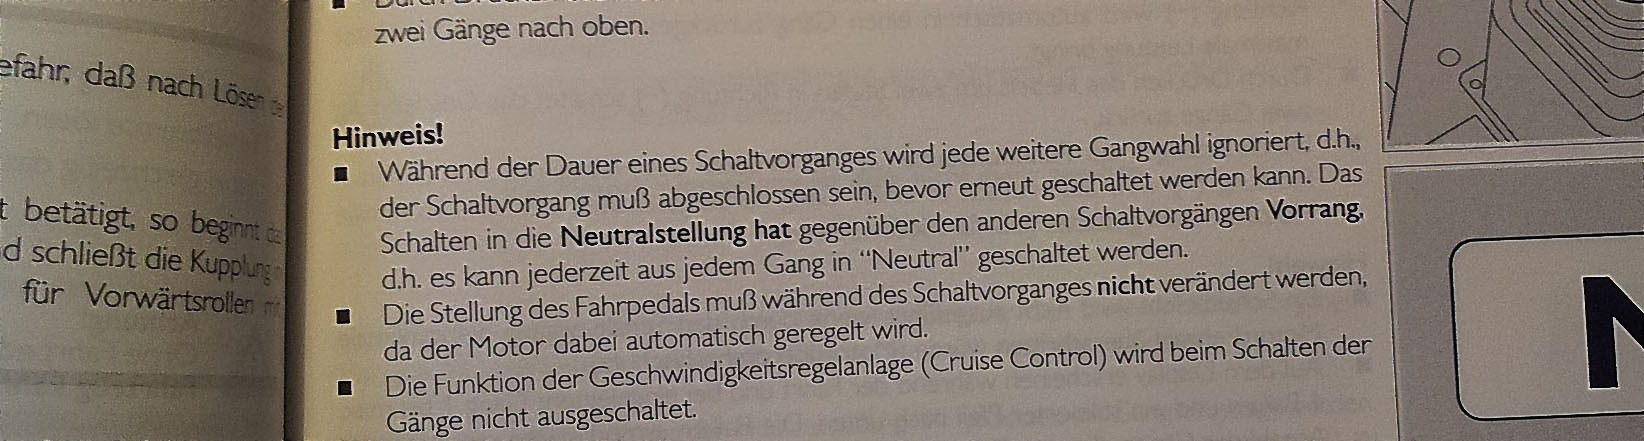 efahr, daß nach Lösen
t betätigt, so beginnt
d schließt die Kupplung
für Vorwärtsrollen
zwei Gänge nach oben.
Hinweis!
■ Während der Dauer eines Schaltvorganges wird jede weitere Gangwahl ignoriert, d.h.,
der Schaltvorgang muß abgeschlossen sein, bevor erneut geschaltet werden kann. Das
Schalten in die Neutralstellung hat gegenüber den anderen Schaltvorgängen Vorrang,
d.h. es kann jederzeit aus jedem Gang in “Neutral” geschaltet werden.
■ Die Stellung des Fahrpedals muß während des Schaltvorganges nicht verändert werden,
da der Motor dabei automatisch geregelt wird.
■ Die Funktion der Geschwindigkeitsregelanlage (Cruise Control) wird beim Schalten der
Gänge nicht ausgeschaltet.
N